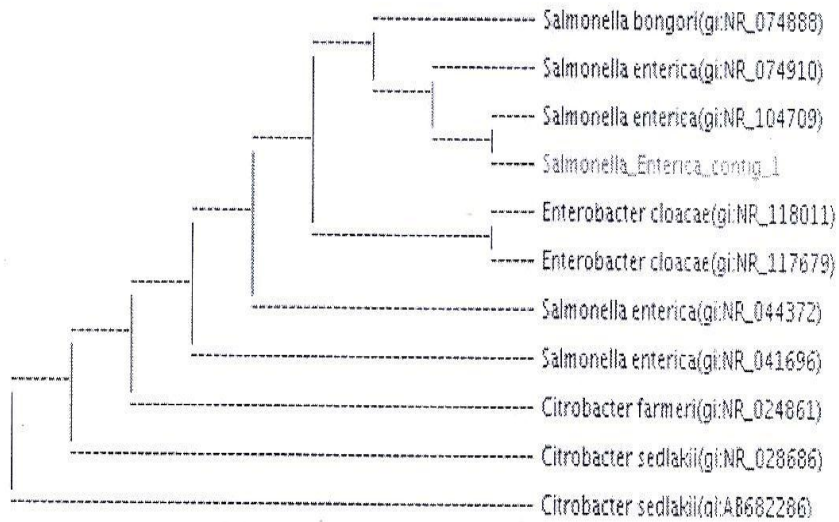 Salmonella bongori(gi:NR_074888)
Salmonella enterica(gi:NR_074910)
Salmonella enterica(gi:NR_104709)
Salmonella_Enterica_contig_1
Enterobacter cloacae(gi:NR_118011)
Enterobacter cloacae(gi:NR_117679)
Salmonella enterica(gi:NR_044372)
Salmonella enterica(gi:NR_041696)
Citrobacter farmeri(gi:NR_024861)
Citrobacter sedlakii(gi:NR_028686)
Citrobacter sedlakii(gi:AB682286)